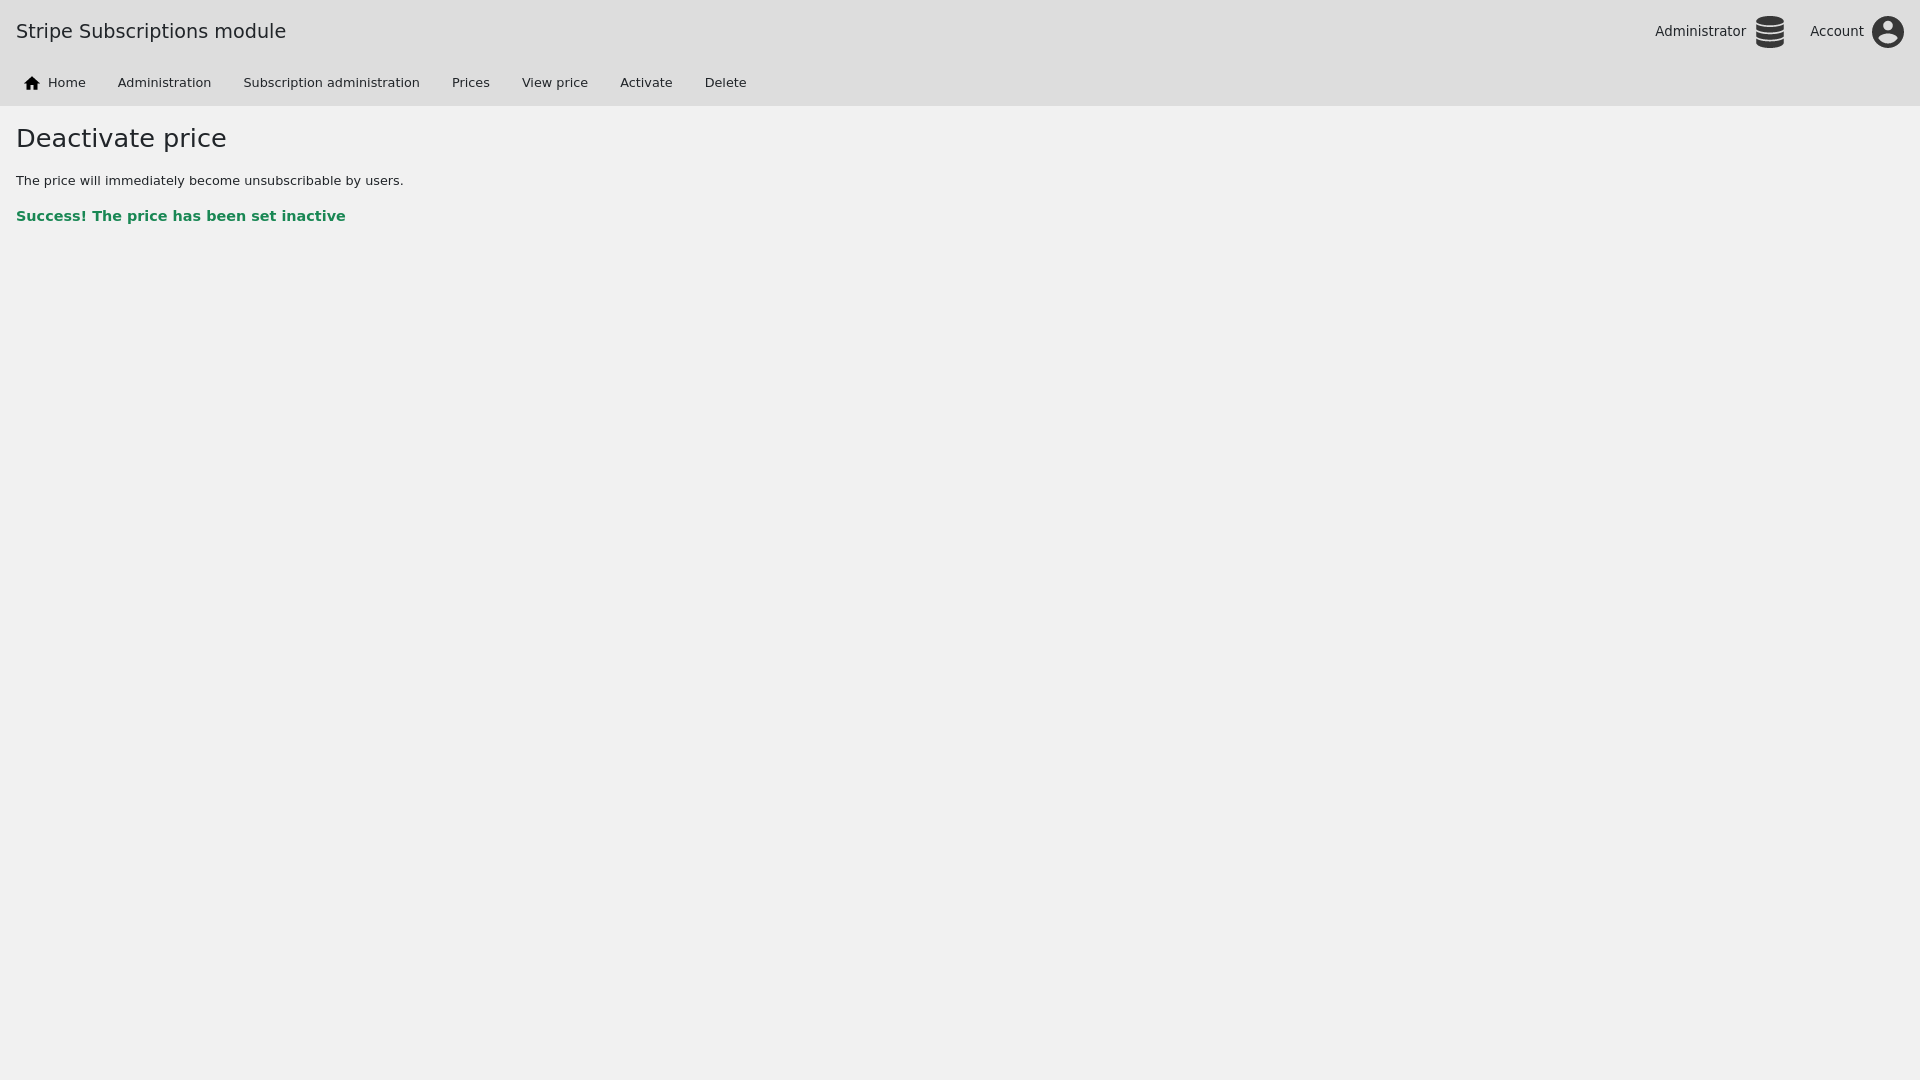 Stripe Subscriptions module
Administrator
Account
Home
Administration
Subscription administration
Prices
View price
Activate
Delete
Deactivate price
The price will immediately become unsubscribable by users.
Success! The price has been set inactive